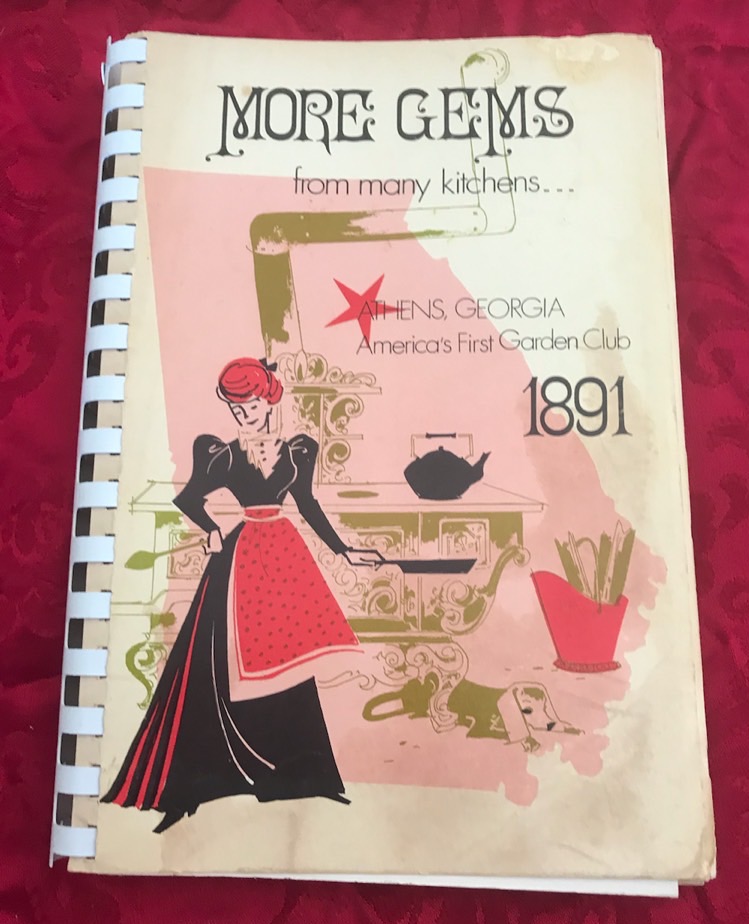 MORE GEMS
from many kitchens...
ATHENS, GEORGIA
America's First Garden Club
1891